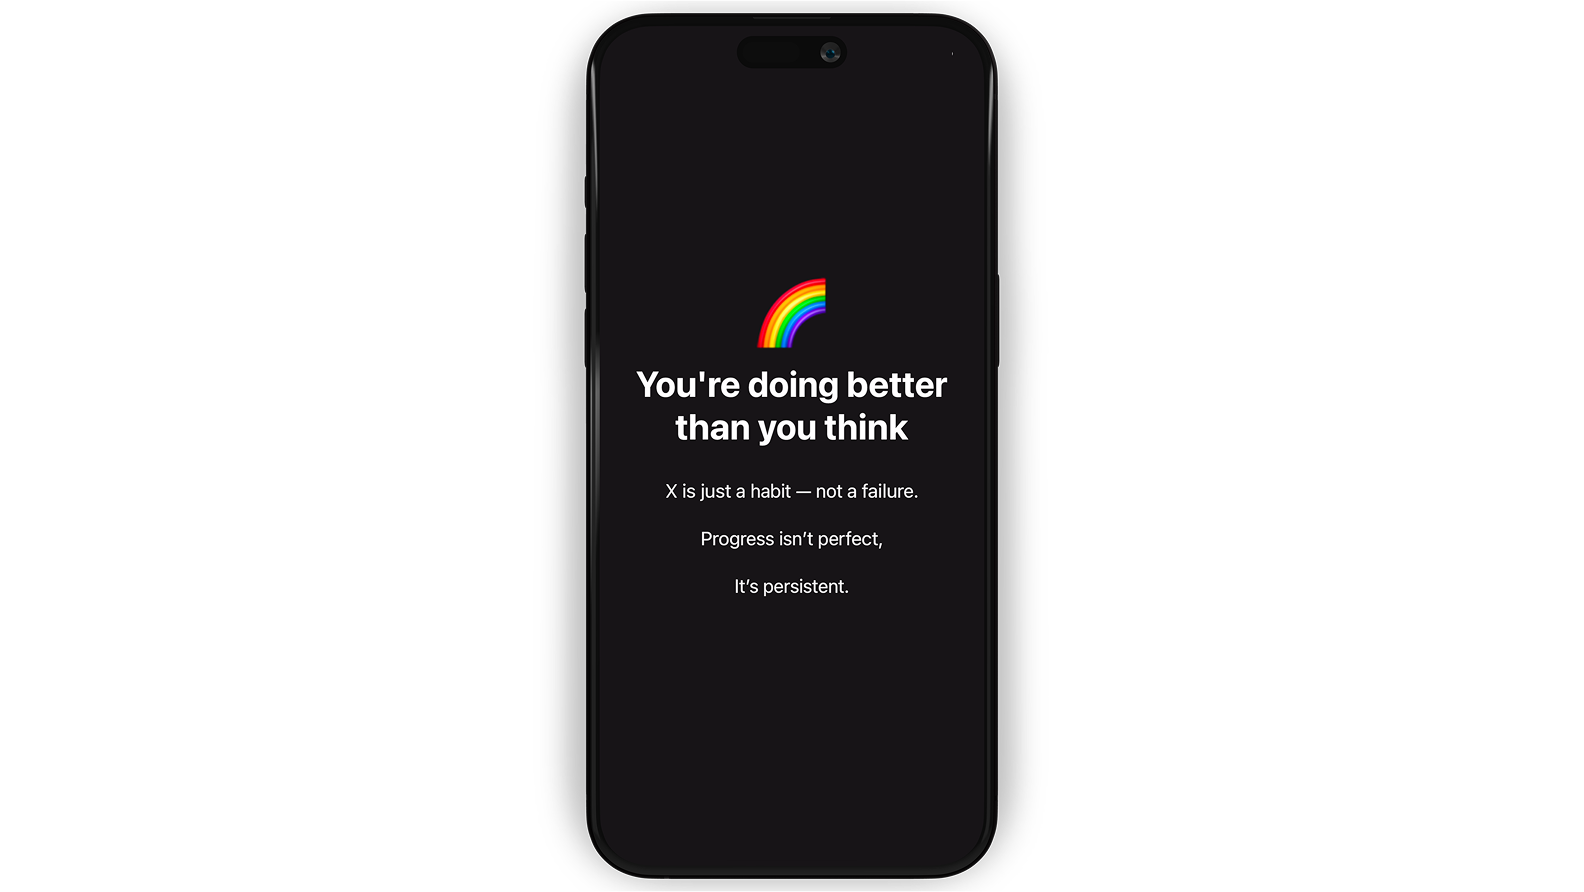 You're doing better
than you think
X is just a habit — not a failure.
Progress isn’t perfect,
It’s persistent.